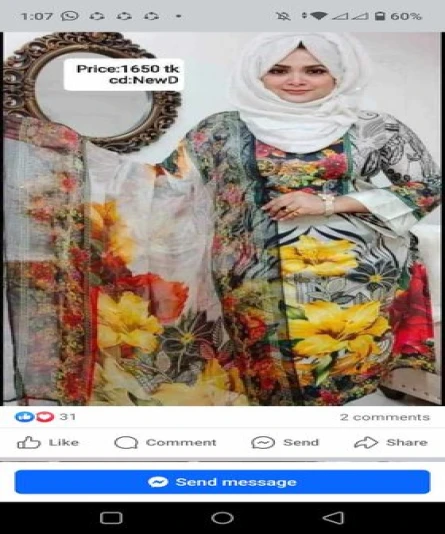 1:07
60%
Price:1650 tk
cd:NewD
31
2 comments
Like
Comment
Send
Share
Send message